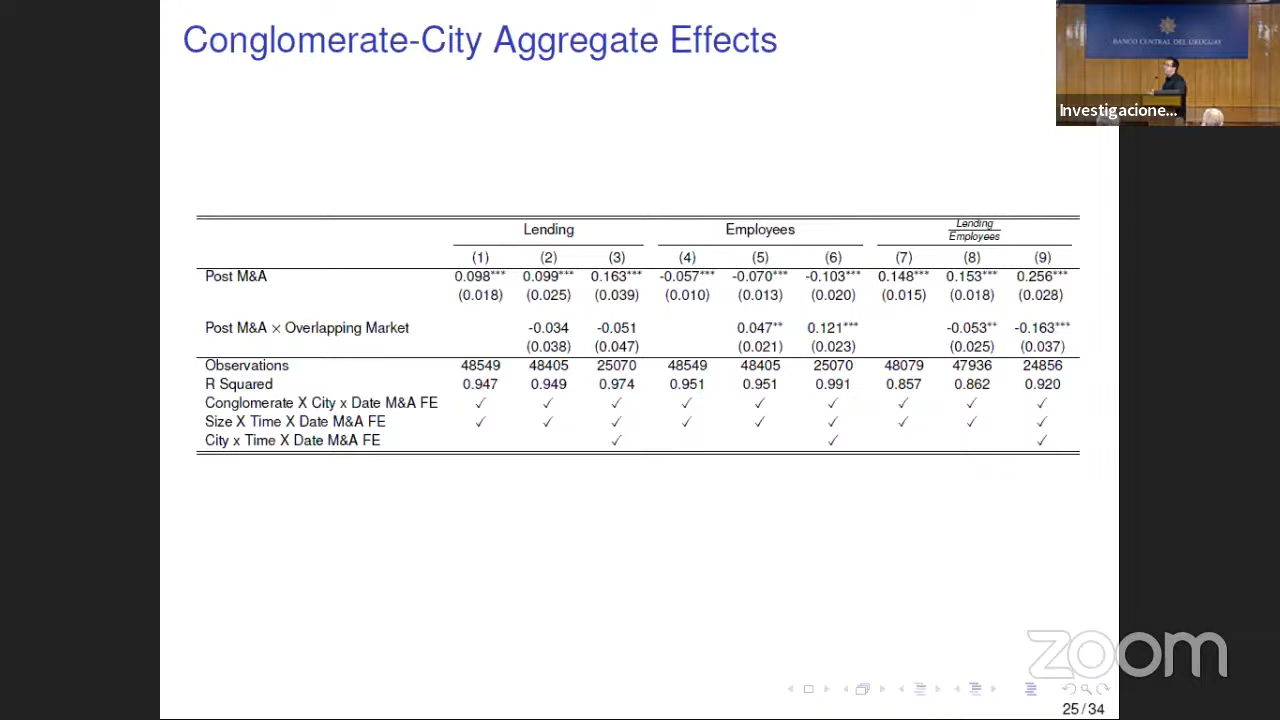 Conglomerate-City Aggregate Effects
BANCO CENTRAL DEL URUGUAY
Investigacione...
Lending Employees Lending
Employees
(1) (2) (3) (4) (5) (6) (7) (8) (9)
Post M&A 0.098*** 0.099*** 0.163*** -0.057*** -0.070*** -0.103*** 0.148*** 0.153*** 0.256***
(0.018) (0.025) (0.039) (0.010) (0.013) (0.020) (0.015) (0.018) (0.028)
Post M&A × Overlapping Market -0.034 -0.051 0.047** 0.121*** -0.053** -0.163***
(0.038) (0.047) (0.021) (0.023) (0.025) (0.037)
Observations 48549 48405 25070 48549 48405 25070 48079 47936 24856
R Squared 0.947 0.949 0.974 0.951 0.951 0.991 0.857 0.862 0.920
Conglomerate X City x Date M&A FE ✓ ✓ ✓ ✓ ✓ ✓ ✓ ✓ ✓
Size X Time X Date M&A FE ✓ ✓ ✓ ✓ ✓ ✓ ✓ ✓ ✓
City x Time X Date M&A FE ✓ ✓ ✓
zoom
25/34